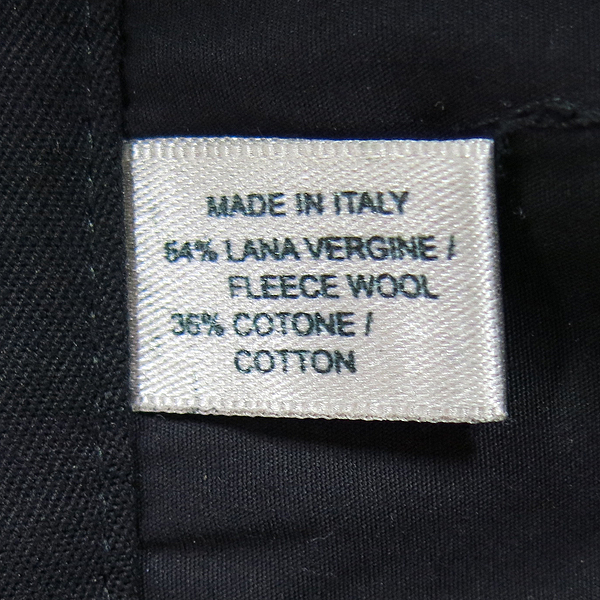 MADE IN ITALY
64% LANA VERGINE /
FLEECE WOOL
36% COTONE /
COTTON